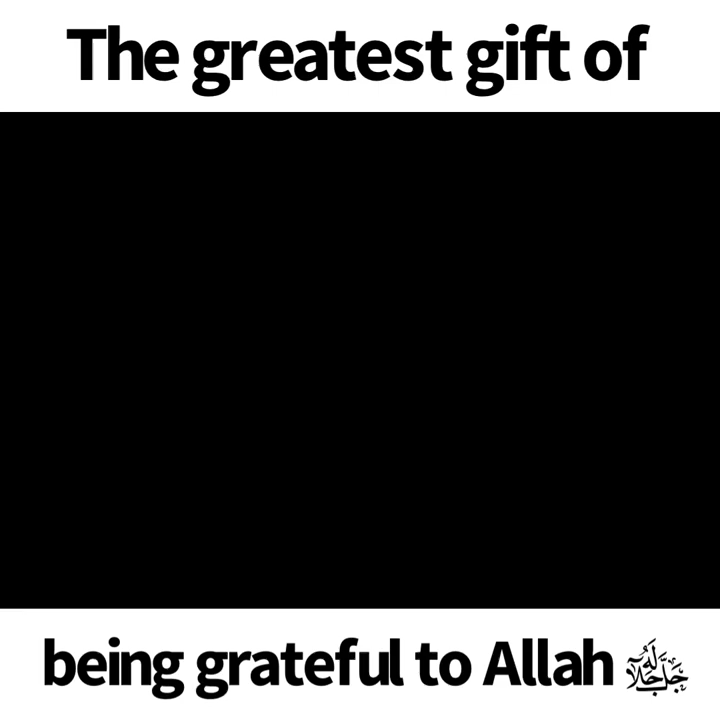 The greatest gift of
being grateful to Allah جل جلاله